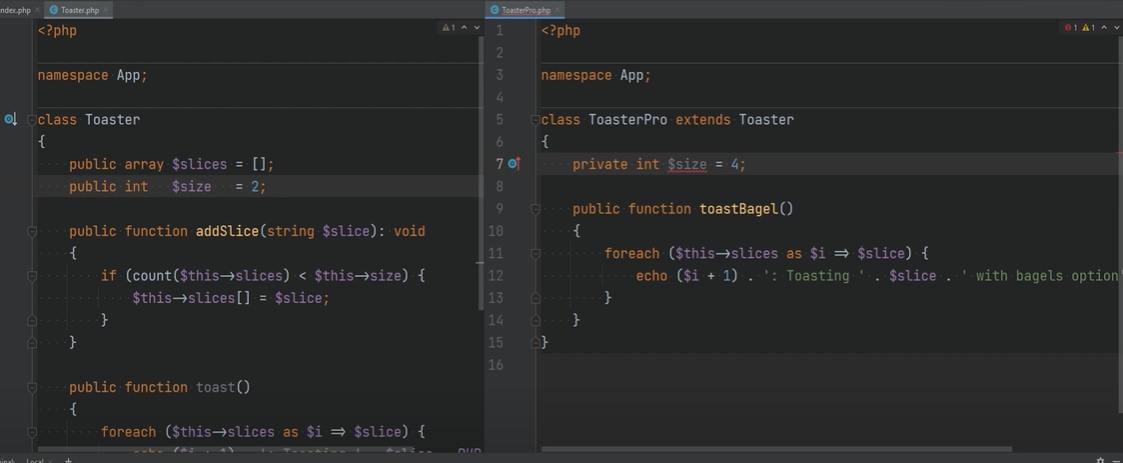 ndex.php
Toaster.php
ToasterPro.php
<?php
namespace App;
class Toaster
{
public array $slices = [];
public int $size = 2;
public function addSlice(string $slice): void
{
if (count($this->slices) < $this->size) {
$this->slices[] = $slice;
}
}
public function toast()
{
foreach ($this->slices as $i => $slice) {
1
1 1
1 <?php
2
3 namespace App;
4
5 class ToasterPro extends Toaster
6 {
7 private int $size = 4;
8
9 public function toastBagel()
10 {
11 foreach ($this->slices as $i => $slice) {
12 echo ($i + 1) . ': Toasting ' . $slice . ' with bagels option
13 }
14 }
15 }
16
Local